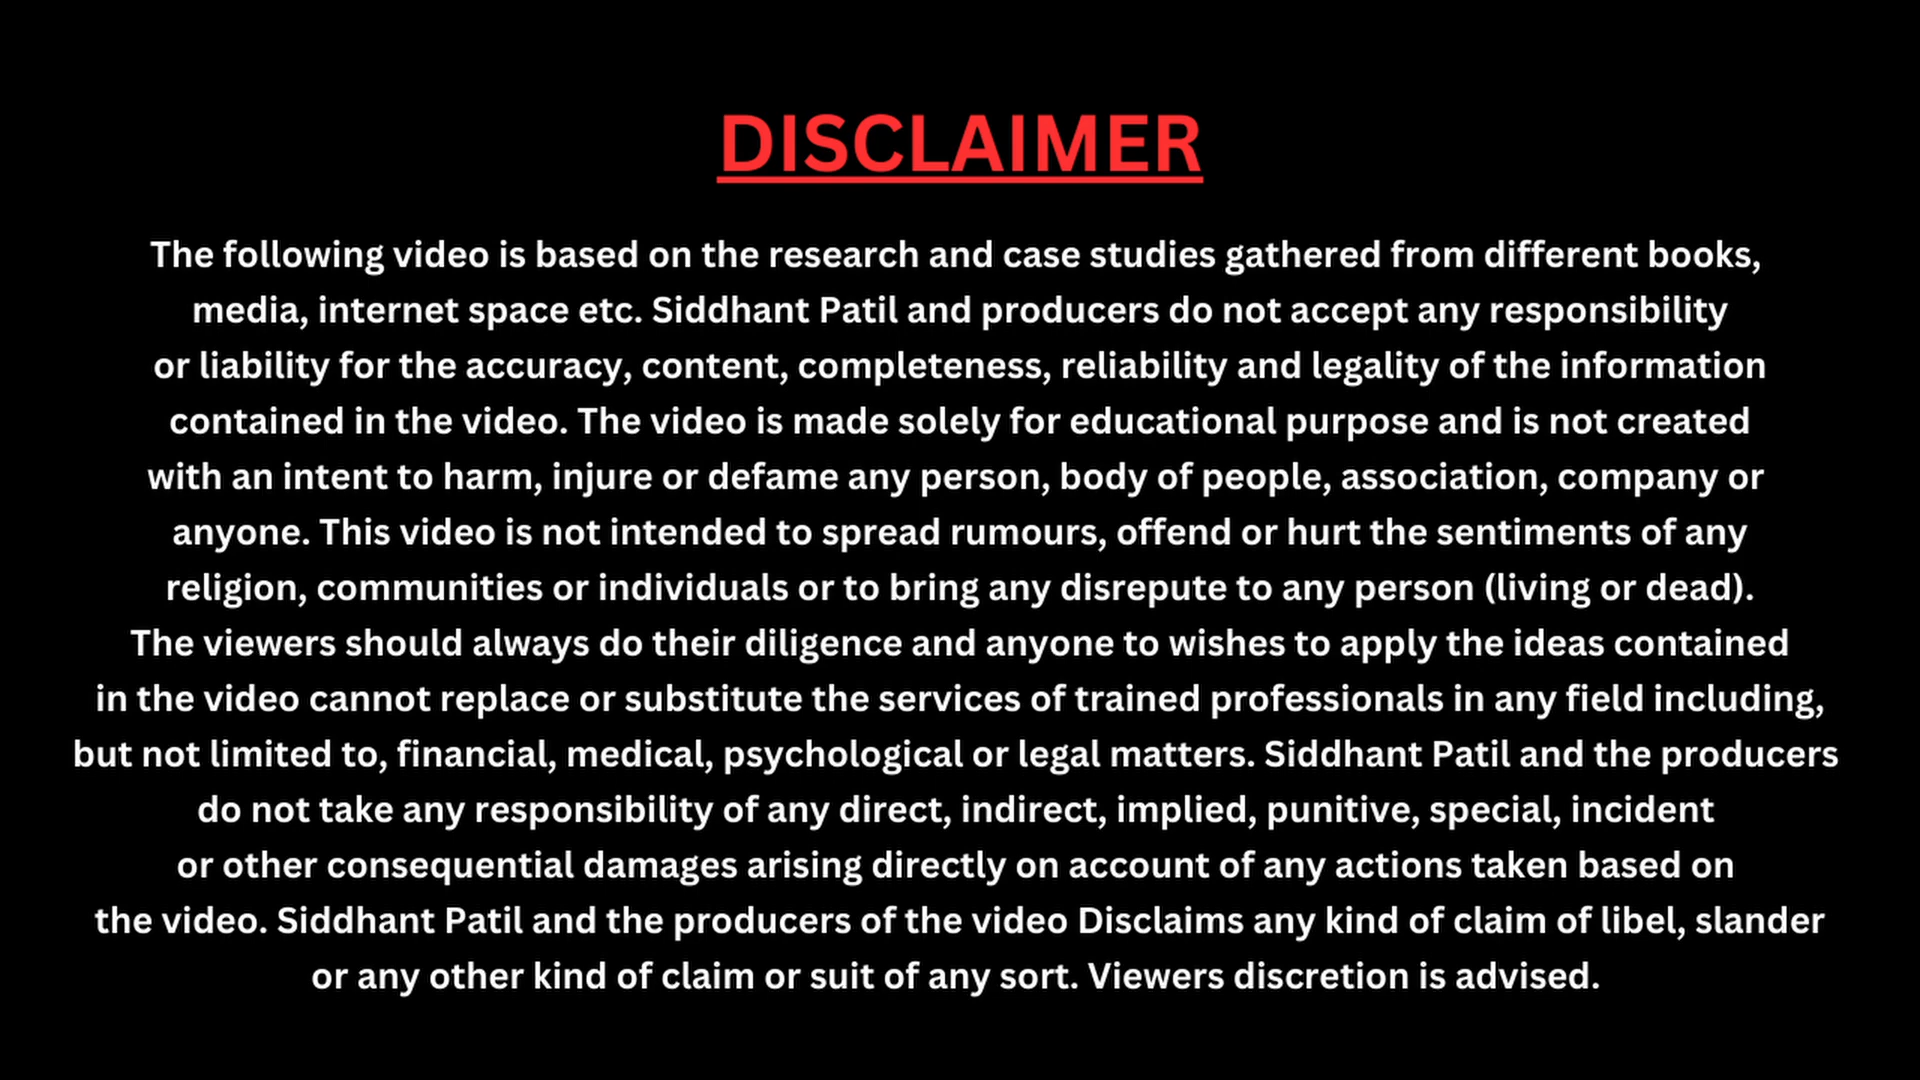 DISCLAIMER
The following video is based on the research and case studies gathered from different books,
media, internet space etc. Siddhant Patil and producers do not accept any responsibility
or liability for the accuracy, content, completeness, reliability and legality of the information
contained in the video. The video is made solely for educational purpose and is not created
with an intent to harm, injure or defame any person, body of people, association, company or
anyone. This video is not intended to spread rumours, offend or hurt the sentiments of any
religion, communities or individuals or to bring any disrepute to any person (living or dead).
The viewers should always do their diligence and anyone to wishes to apply the ideas contained
in the video cannot replace or substitute the services of trained professionals in any field including,
but not limited to, financial, medical, psychological or legal matters. Siddhant Patil and the producers
do not take any responsibility of any direct, indirect, implied, punitive, special, incident
or other consequential damages arising directly on account of any actions taken based on
the video. Siddhant Patil and the producers of the video Disclaims any kind of claim of libel, slander
or any other kind of claim or suit of any sort. Viewers discretion is advised.